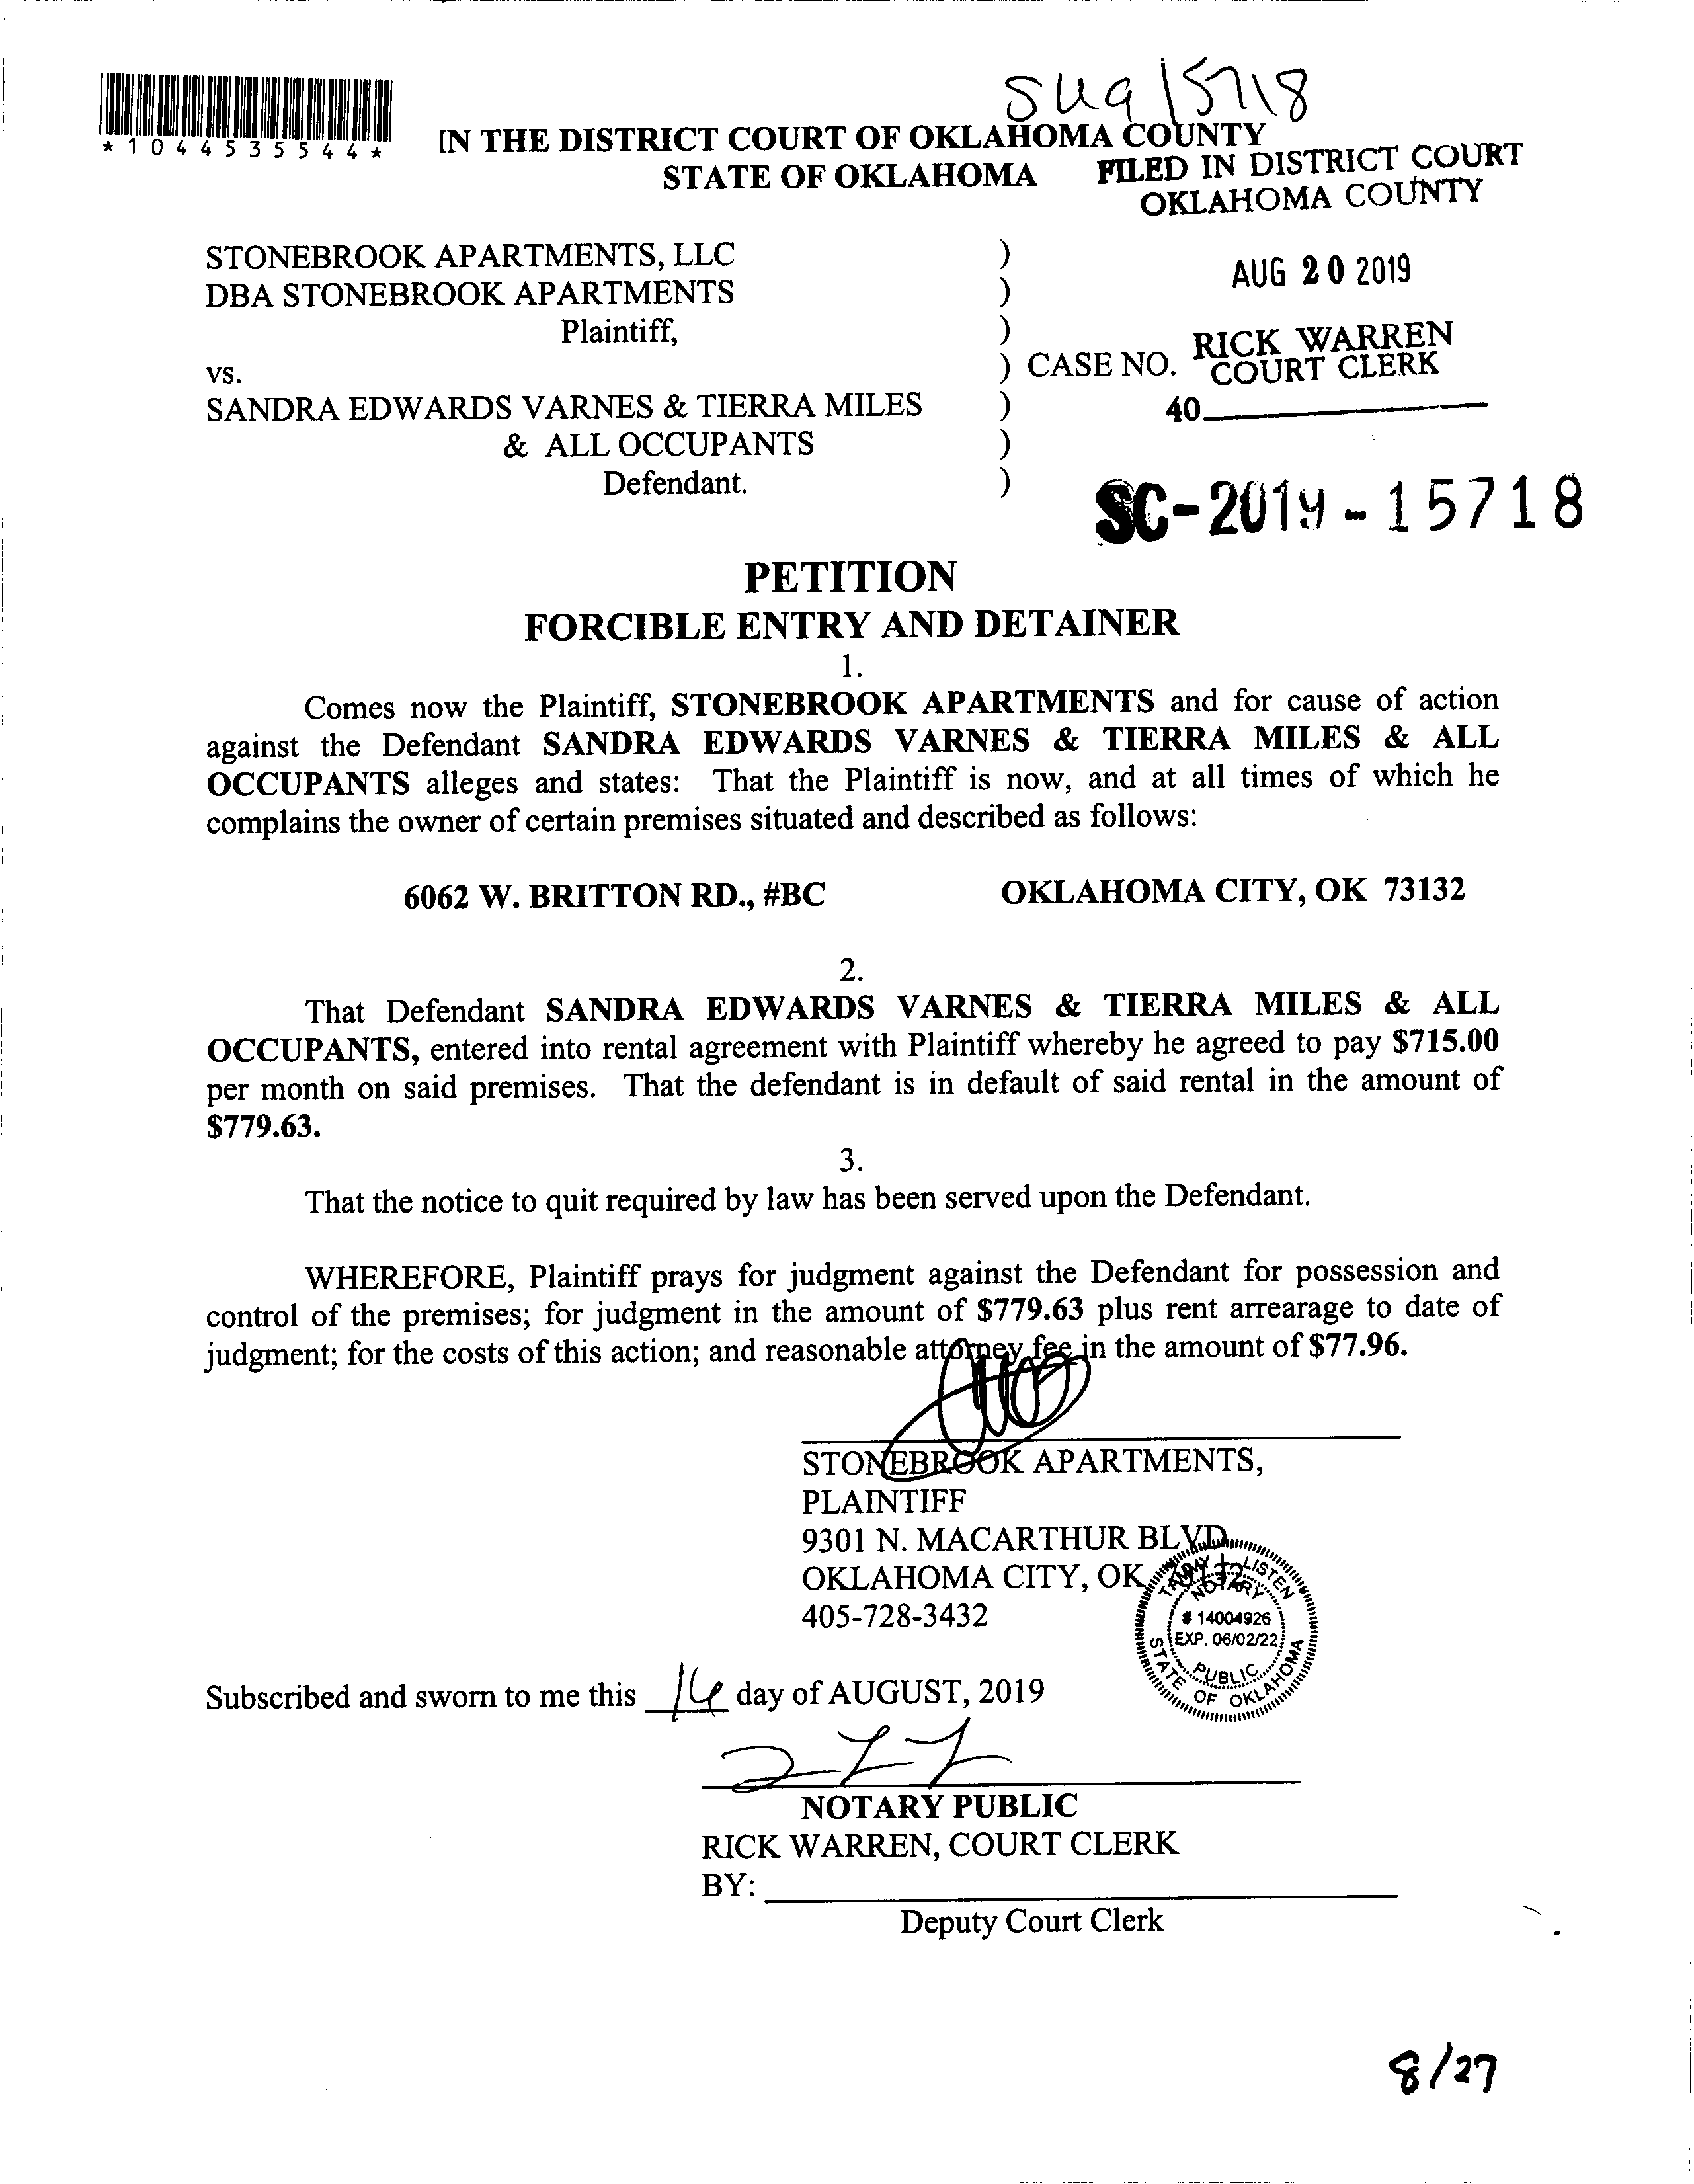 * 1 0 4 4 5 3 5 5 4 4 *
IN THE DISTRICT COURT OF OKLAHOMA COUNTY
STATE OF OKLAHOMA
FILED IN DISTRICT COURT
OKLAHOMA COUNTY
AUG 20 2019
RICK WARREN
COURT CLERK
40
STONEBROOK APARTMENTS, LLC )
DBA STONEBROOK APARTMENTS )
Plaintiff, )
vs. ) CASE NO.
SANDRA EDWARDS VARNES & TIERRA MILES )
& ALL OCCUPANTS )
Defendant. )
SC-2019-15718
PETITION
FORCIBLE ENTRY AND DETAINER
1.
Comes now the Plaintiff, STONEBROOK APARTMENTS and for cause of action
against the Defendant SANDRA EDWARDS VARNES & TIERRA MILES & ALL
OCCUPANTS alleges and states: That the Plaintiff is now, and at all times of which he
complains the owner of certain premises situated and described as follows:
6062 W. BRITTON RD., #BC OKLAHOMA CITY, OK 73132
2.
That Defendant SANDRA EDWARDS VARNES & TIERRA MILES & ALL
OCCUPANTS, entered into rental agreement with Plaintiff whereby he agreed to pay $715.00
per month on said premises. That the defendant is in default of said rental in the amount of
$779.63.
3.
That the notice to quit required by law has been served upon the Defendant.
WHEREFORE, Plaintiff prays for judgment against the Defendant for possession and
control of the premises; for judgment in the amount of $779.63 plus rent arrearage to date of
judgment; for the costs of this action; and reasonable attorney fee in the amount of $77.96.
STONEBROOK APARTMENTS,
PLAINTIFF
9301 N. MACARTHUR BLVD
OKLAHOMA CITY, OK
405-728-3432
LISTEN
NOTARY
# 14004926
EXP. 06/02/22
PUBLIC
STATE OF OKLAHOMA
Subscribed and sworn to me this day of AUGUST, 2019
NOTARY PUBLIC
RICK WARREN, COURT CLERK
BY:
Deputy Court Clerk
8/27